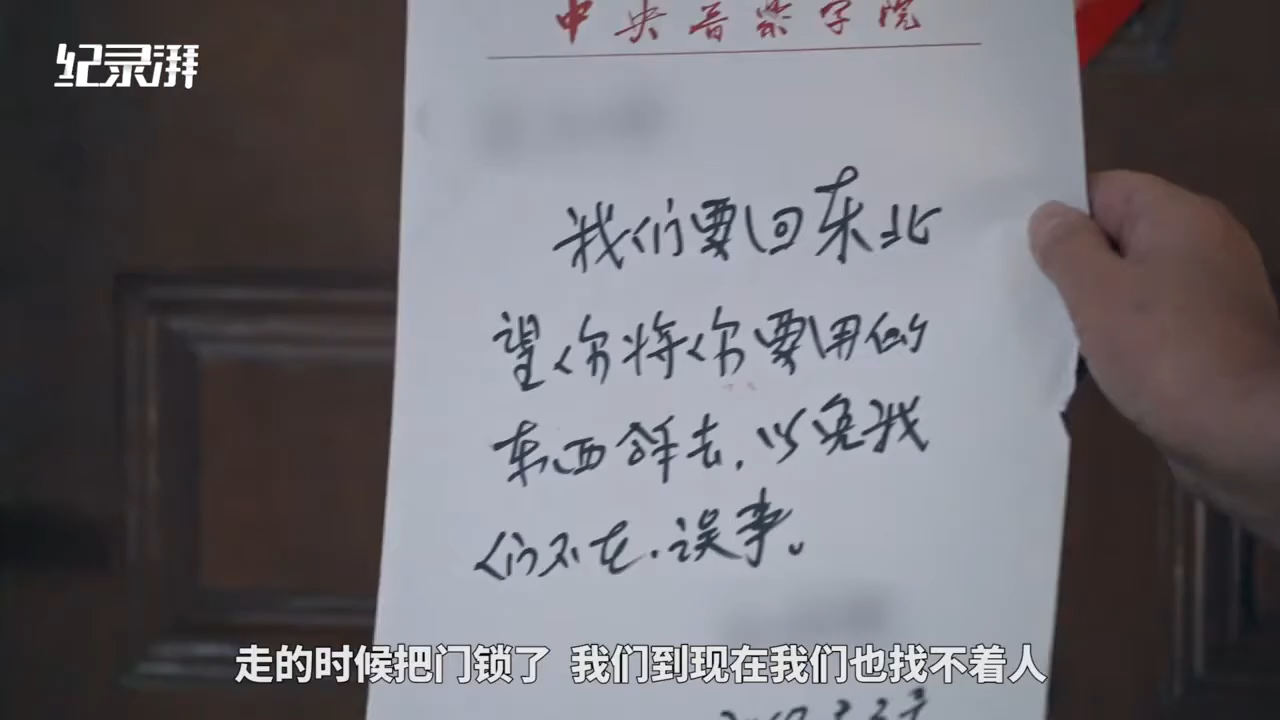 中央音乐学院
纪录湃
我们要回东北
望你将你要用的
东西拿去,以免我
们不在.误事。
走的时候把门锁了 我们到现在我们也找不着人